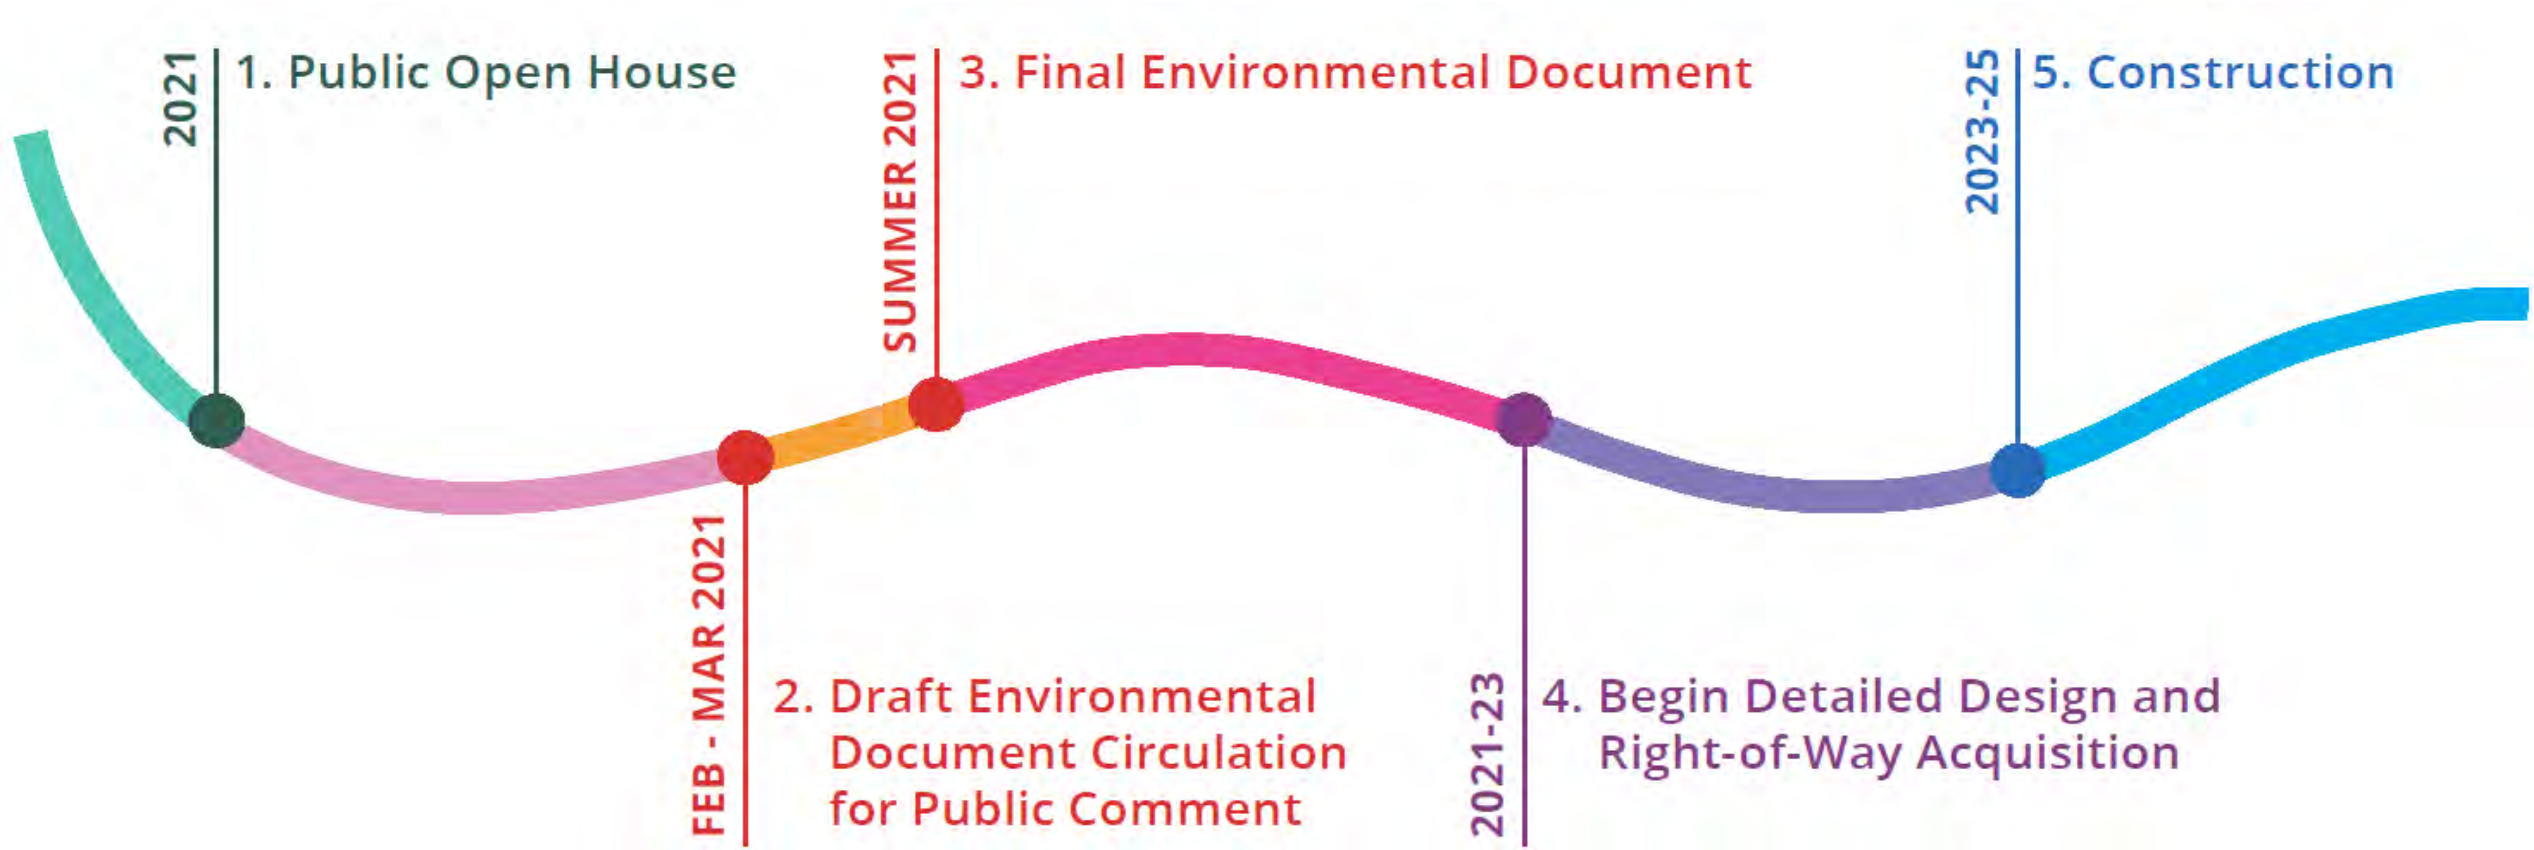 2021
1. Public Open House
FEB - MAR 2021
2. Draft Environmental
Document Circulation
for Public Comment
SUMMER 2021
3. Final Environmental Document
2021-23
4. Begin Detailed Design and
Right-of-Way Acquisition
2023-25
5. Construction